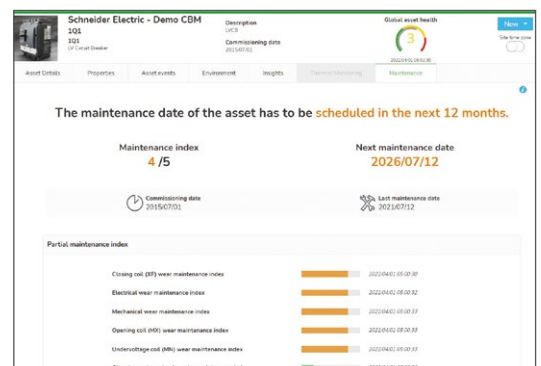 Schneider Electric - Demo CBM
1Q1
1Q1
LV Circuit Breaker
Description
LVCB
Commissioning date
2015/07/01
Global asset health
3
New
Site time zone
Asset Details
Properties
Asset events
Environment
Insights
Thermal Monitoring
Maintenance
The maintenance date of the asset has to be scheduled in the next 12 months.
Maintenance index
4 /5
Next maintenance date
2026/07/12
Commissioning date
2015/07/01
Last maintenance date
2021/07/12
Partial maintenance index
Closing coil (XF) wear maintenance index
2022/04/01 05:00:30
Electrical wear maintenance index
2022/04/01 05:00:32
Mechanical wear maintenance index
2022/04/01 05:00:33
Opening coil (MX) wear maintenance index
2022/04/01 05:00:33
Undervoltage coil (MN) wear maintenance index
2022/04/01 05:00:33